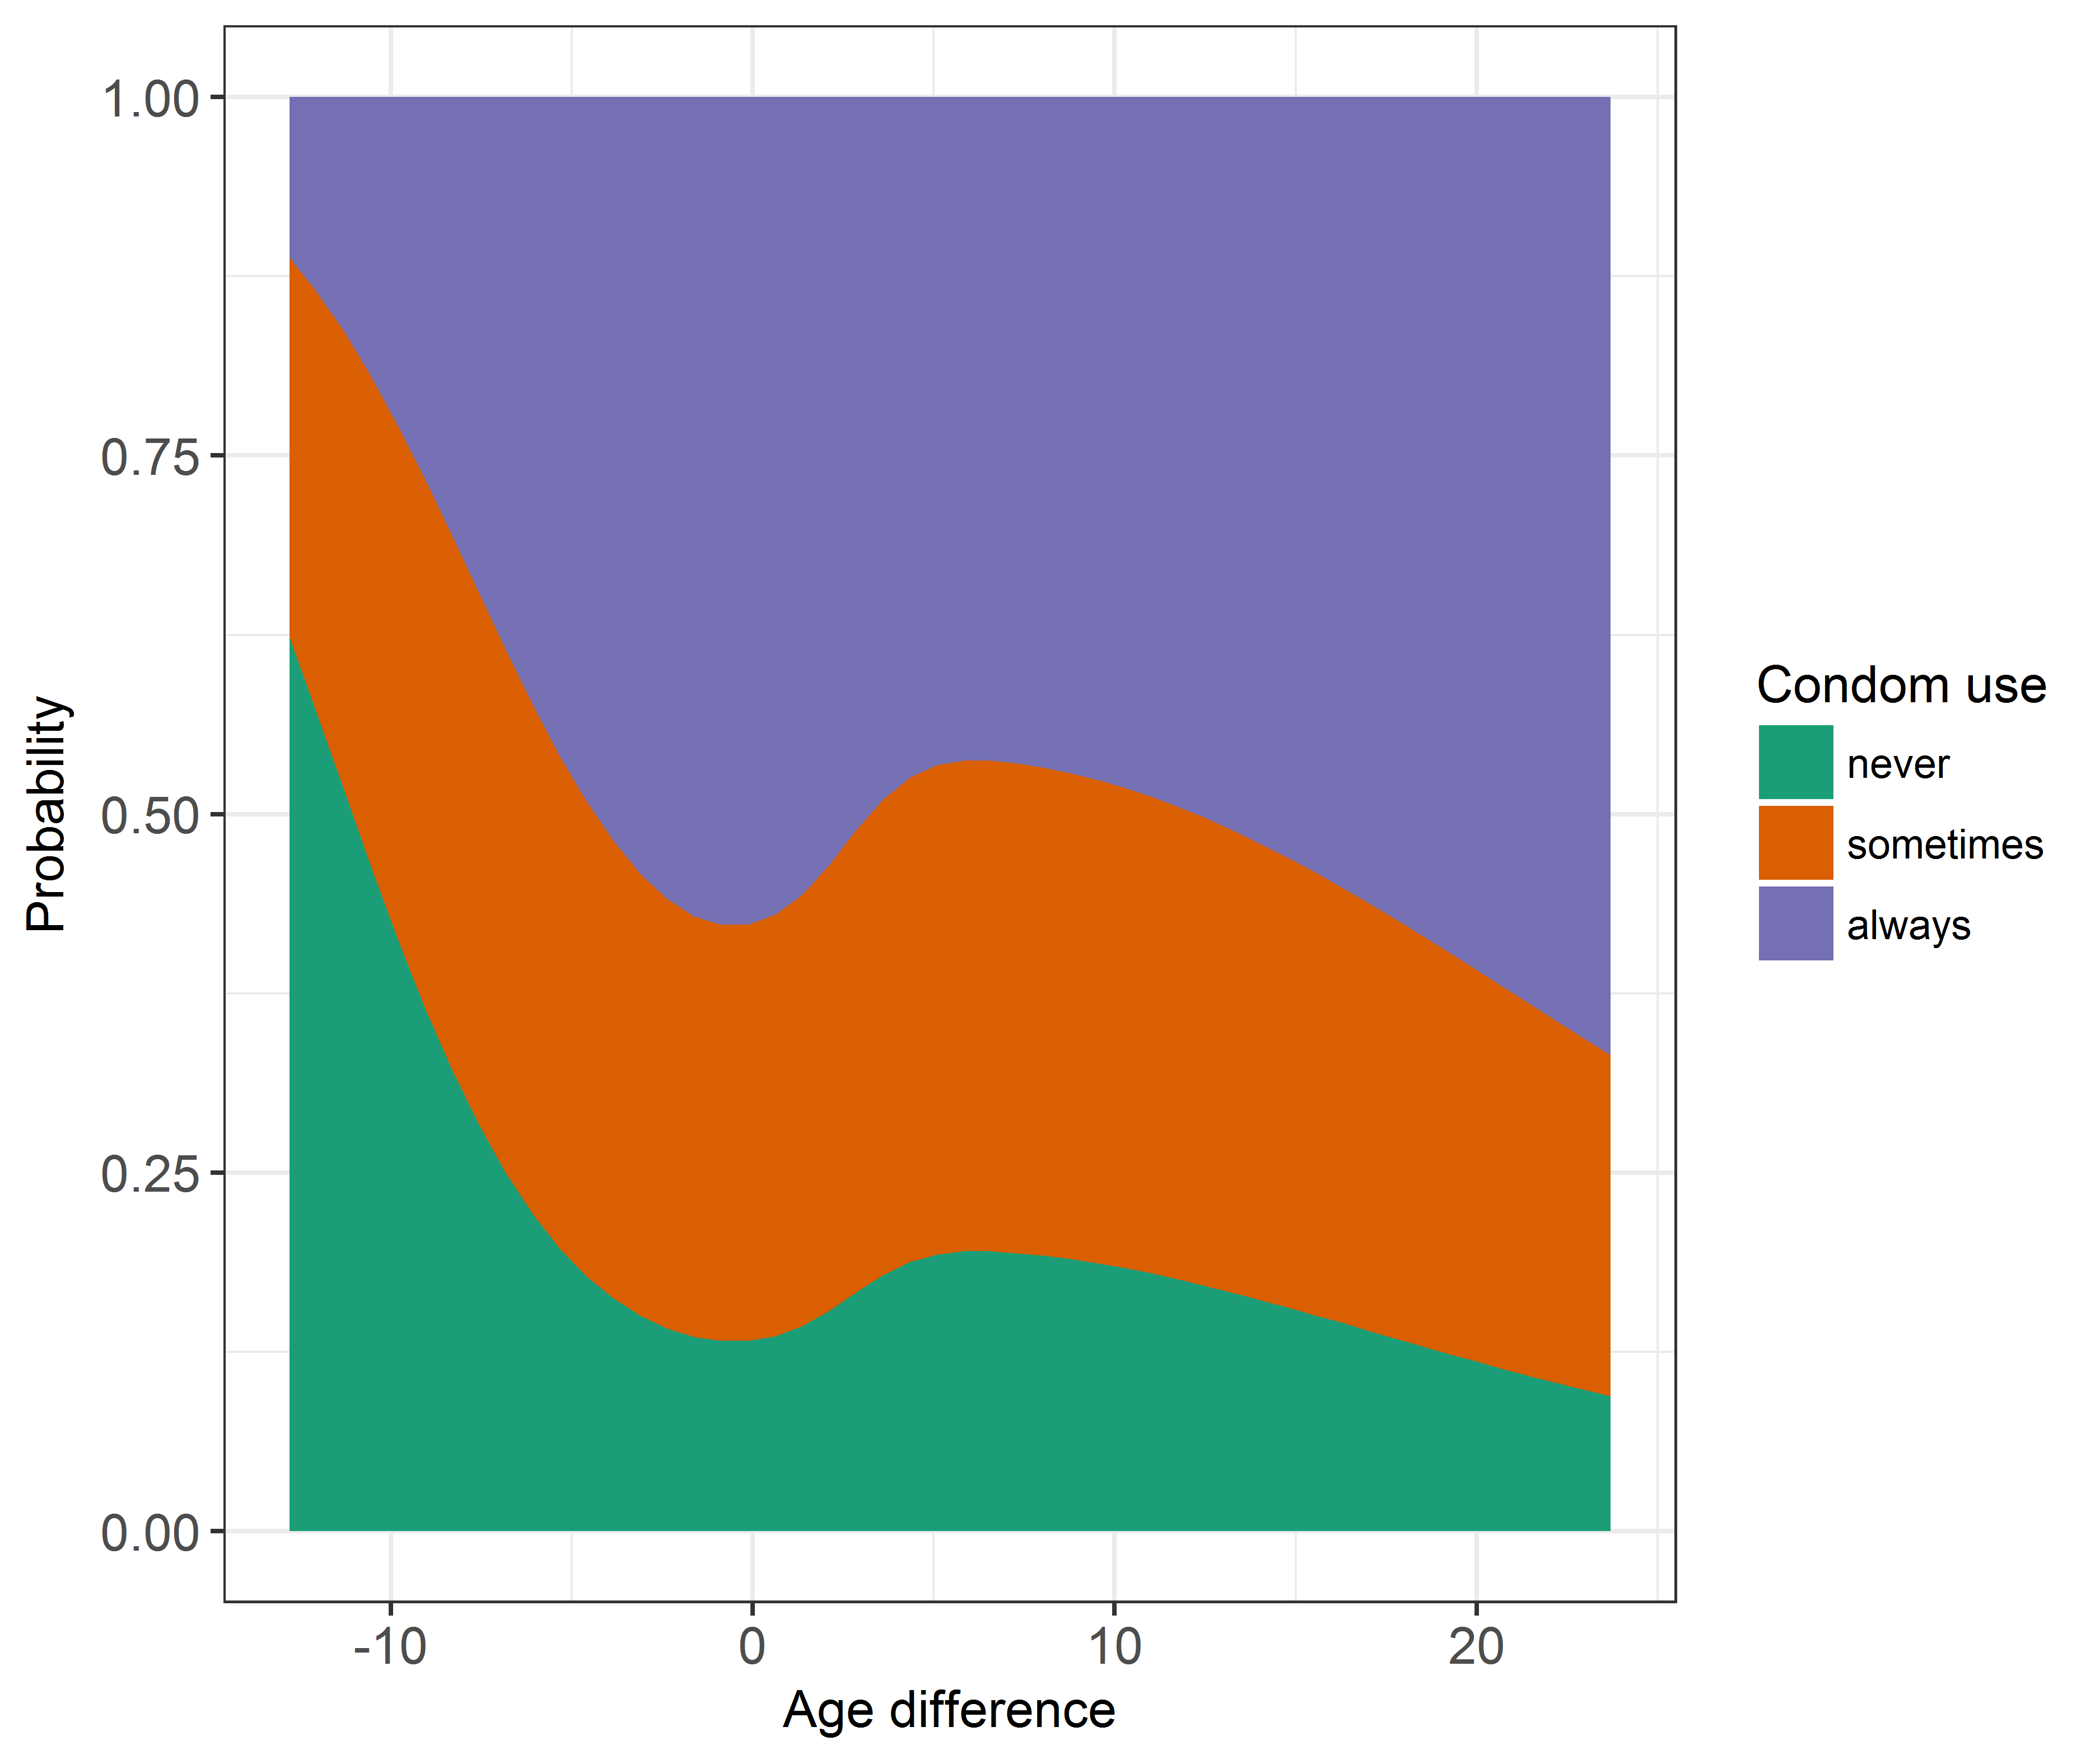 1.00
0.75
0.50
0.25
0.00
Probability
-10 0 10 20
Age difference
Condom use
never
sometimes
always